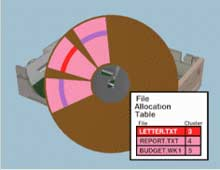 File
Allocation
Table
File Cluster
LETTER.TXT 3
REPORT.TXT 4
BUDGET.WK1 5